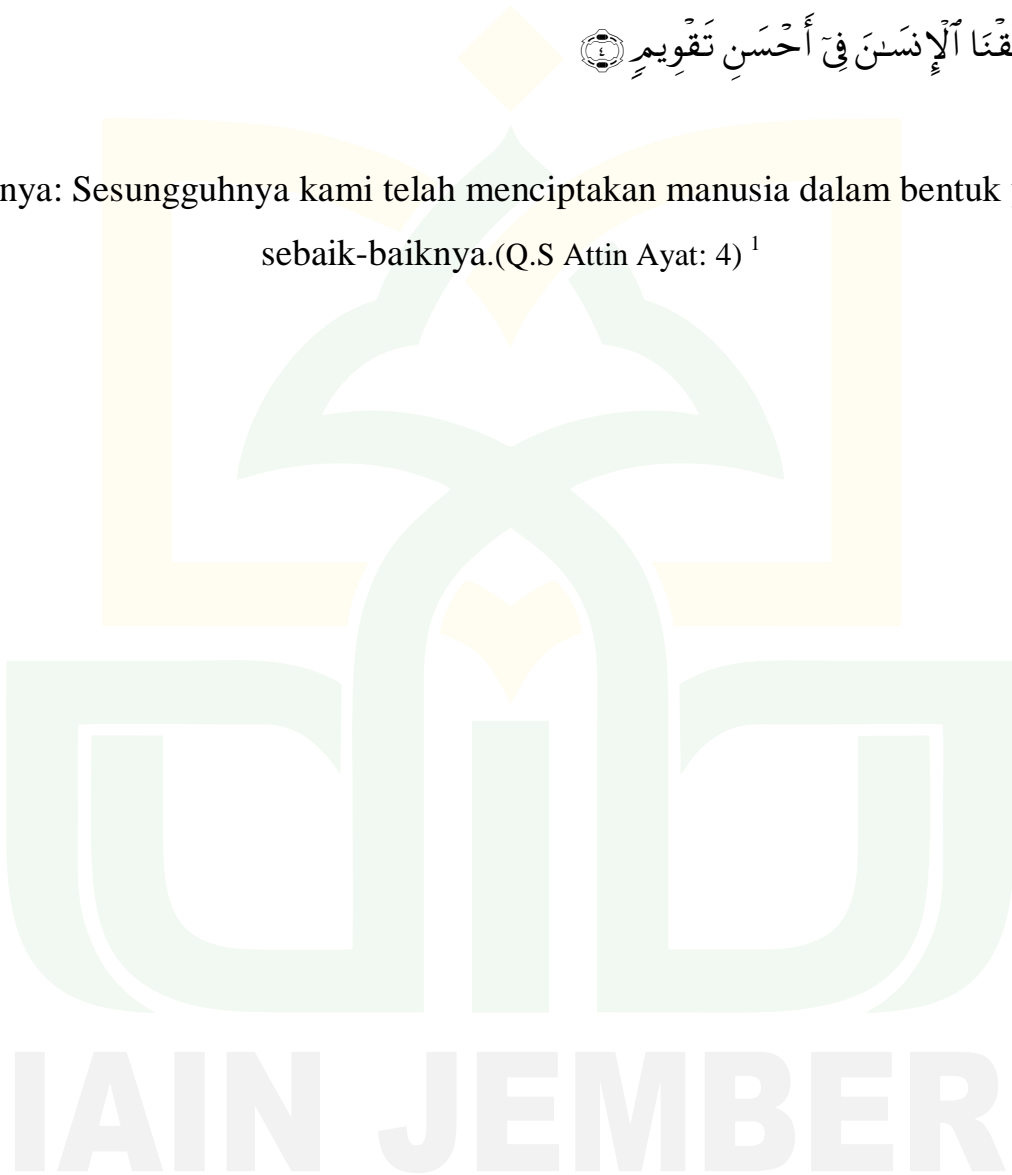 قْنَا ٱلْإِنسَـٰنَ فِىٓ أَحْسَنِ تَقْوِيمٍ ٤
nya: Sesungguhnya kami telah menciptakan manusia dalam bentuk
sebaik-baiknya.(Q.S Attin Ayat: 4) 1
IAIN JEMBER